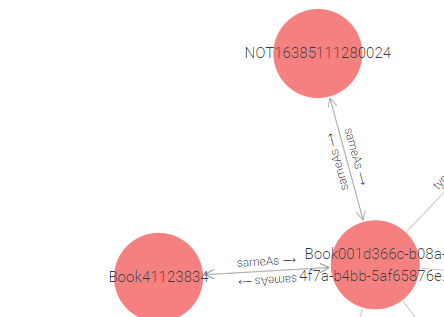 NOT16385111280024
sameAs →
sameAs →
Book001d366c-b08a-
4f7a-b4bb-5af65876e
sameAs →
sameAs →
Book41123834